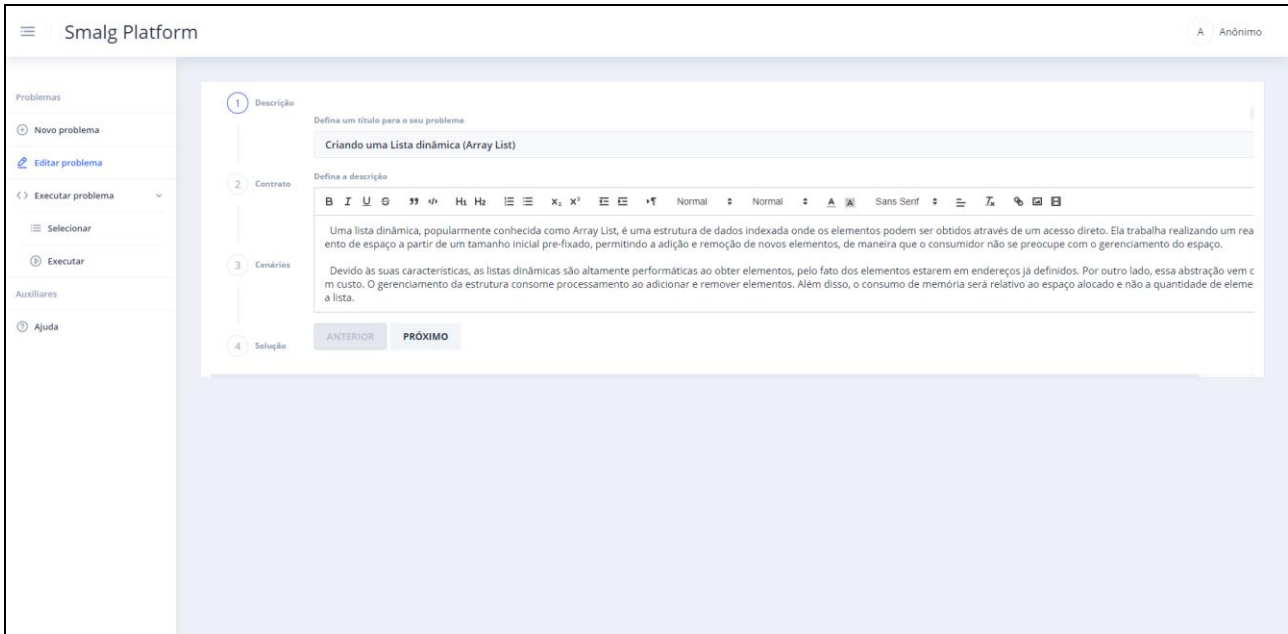 Smalg Platform
A Anônimo
Problemas
Novo problema
Editar problema
Executar problema
Selecionar
Executar
Auxiliares
Ajuda
1 Descrição
2 Contrato
3 Cenários
4 Solução
Defina um título para o seu problema
Criando uma Lista dinâmica (Array List)
Defina a descrição
B I U S ” </> H1 H2 X₂ X² Normal Normal A A Sans Serif Tx
Uma lista dinâmica, popularmente conhecida como Array List, é uma estrutura de dados indexada onde os elementos podem ser obtidos através de um acesso direto. Ela trabalha realizando um rea
ento de espaço a partir de um tamanho inicial pre-fixado, permitindo a adição e remoção de novos elementos, de maneira que o consumidor não se preocupe com o gerenciamento do espaço.
Devido às suas características, as listas dinâmicas são altamente performáticas ao obter elementos, pelo fato dos elementos estarem em endereços já definidos. Por outro lado, essa abstração vem c
m custo. O gerenciamento da estrutura consome processamento ao adicionar e remover elementos. Além disso, o consumo de memória será relativo ao espaço alocado e não a quantidade de eleme
a lista.
ANTERIOR PRÓXIMO